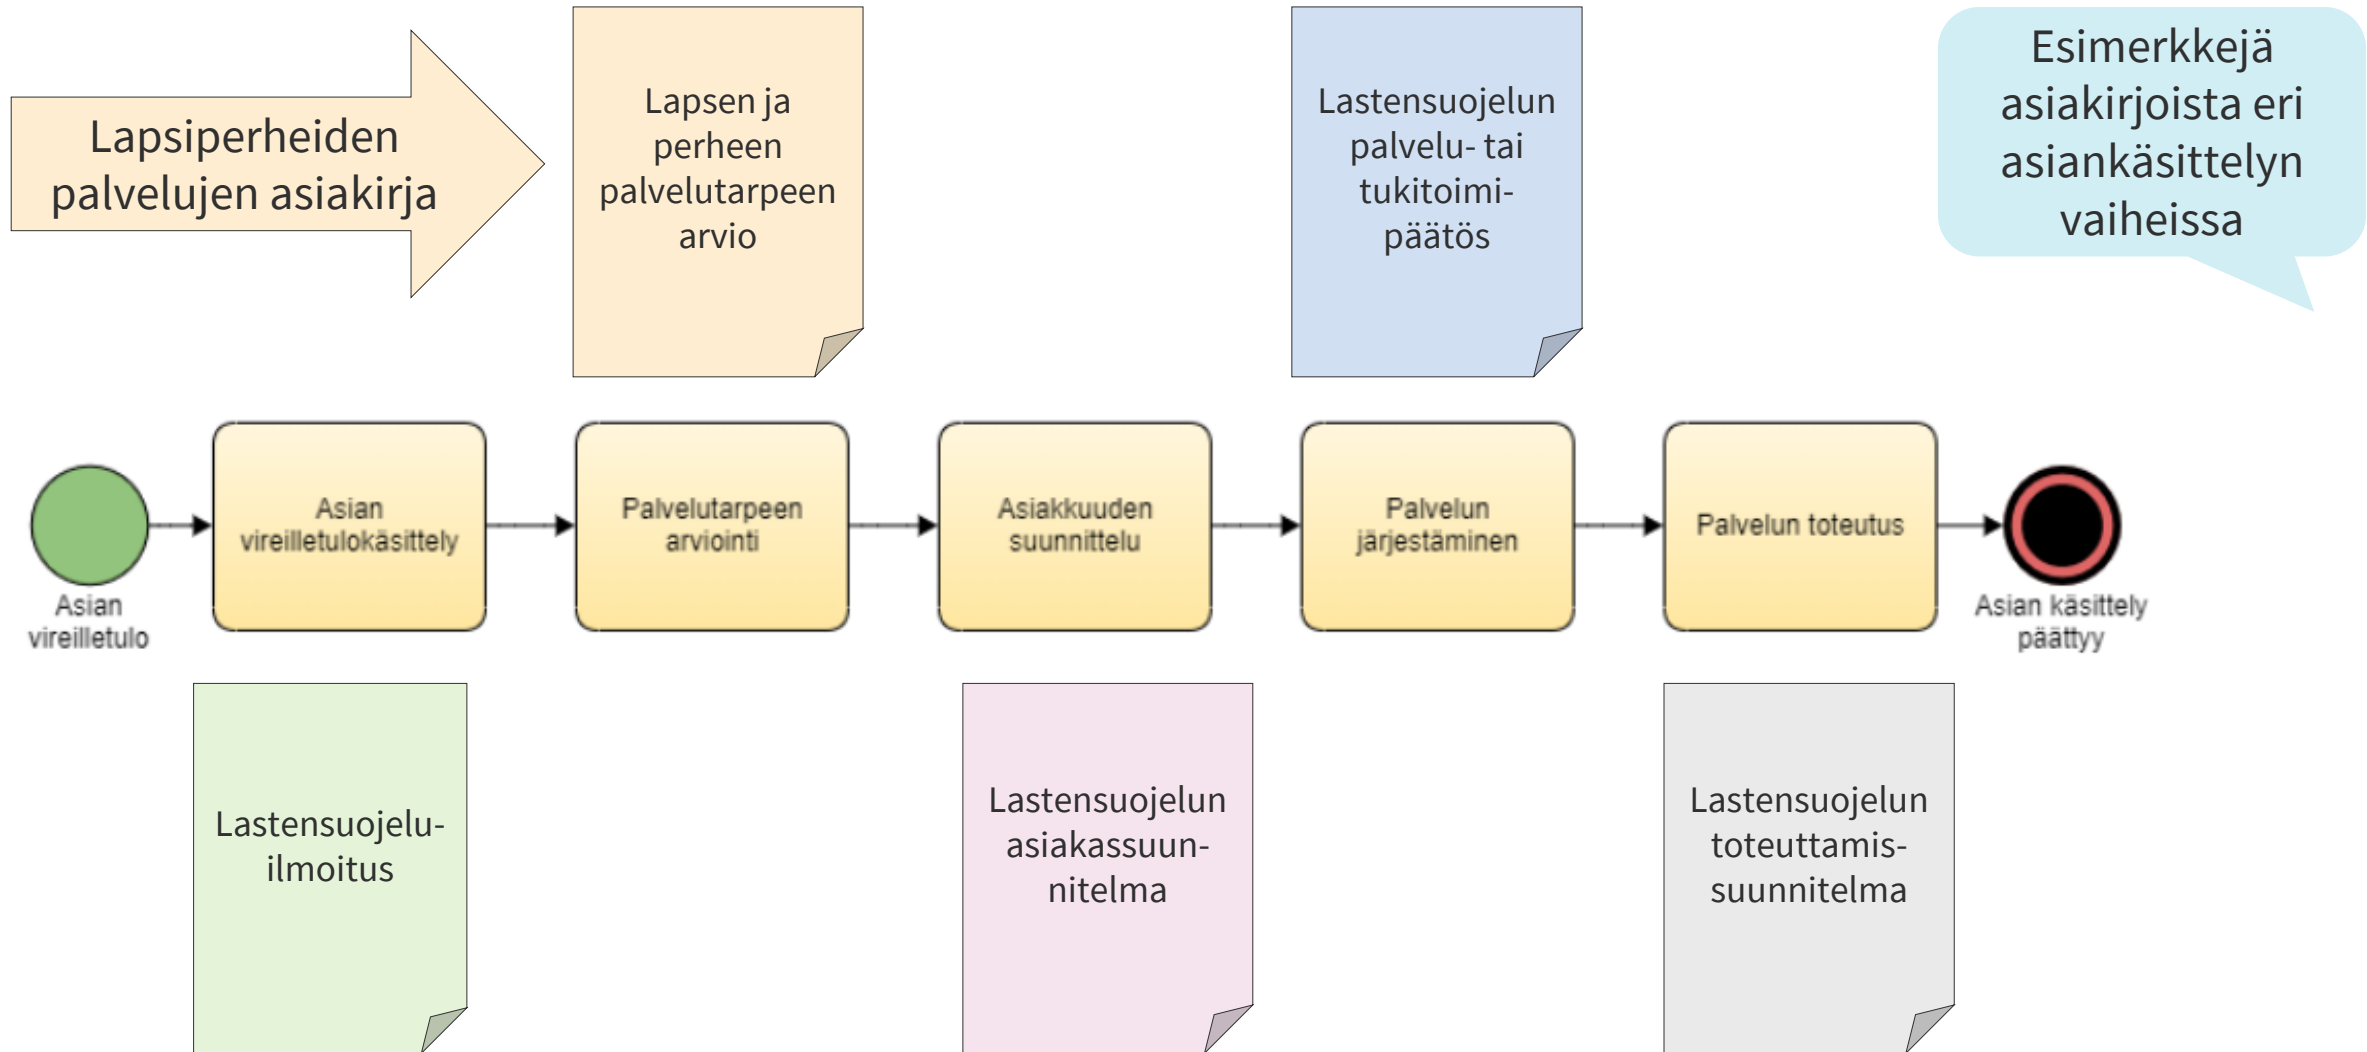 Lapsiperheiden
palvelujen asiakirja
Lapsen ja
perheen
palvelutarpeen
arvio
Lastensuojelun
palvelu- tai
tukitoimi-
päätös
Esimerkkejä
asiakirjoista eri
asiankäsittelyn
vaiheissa
Asian
vireilletulo
Asian
vireilletulokäsittely
Palvelutarpeen
arviointi
Asiakkuuden
suunnittelu
Palvelun
järjestäminen
Palvelun toteutus
Asian käsittely
päättyy
Lastensuojelu-
ilmoitus
Lastensuojelun
asiakassuun-
nitelma
Lastensuojelun
toteuttamis-
suunnitelma